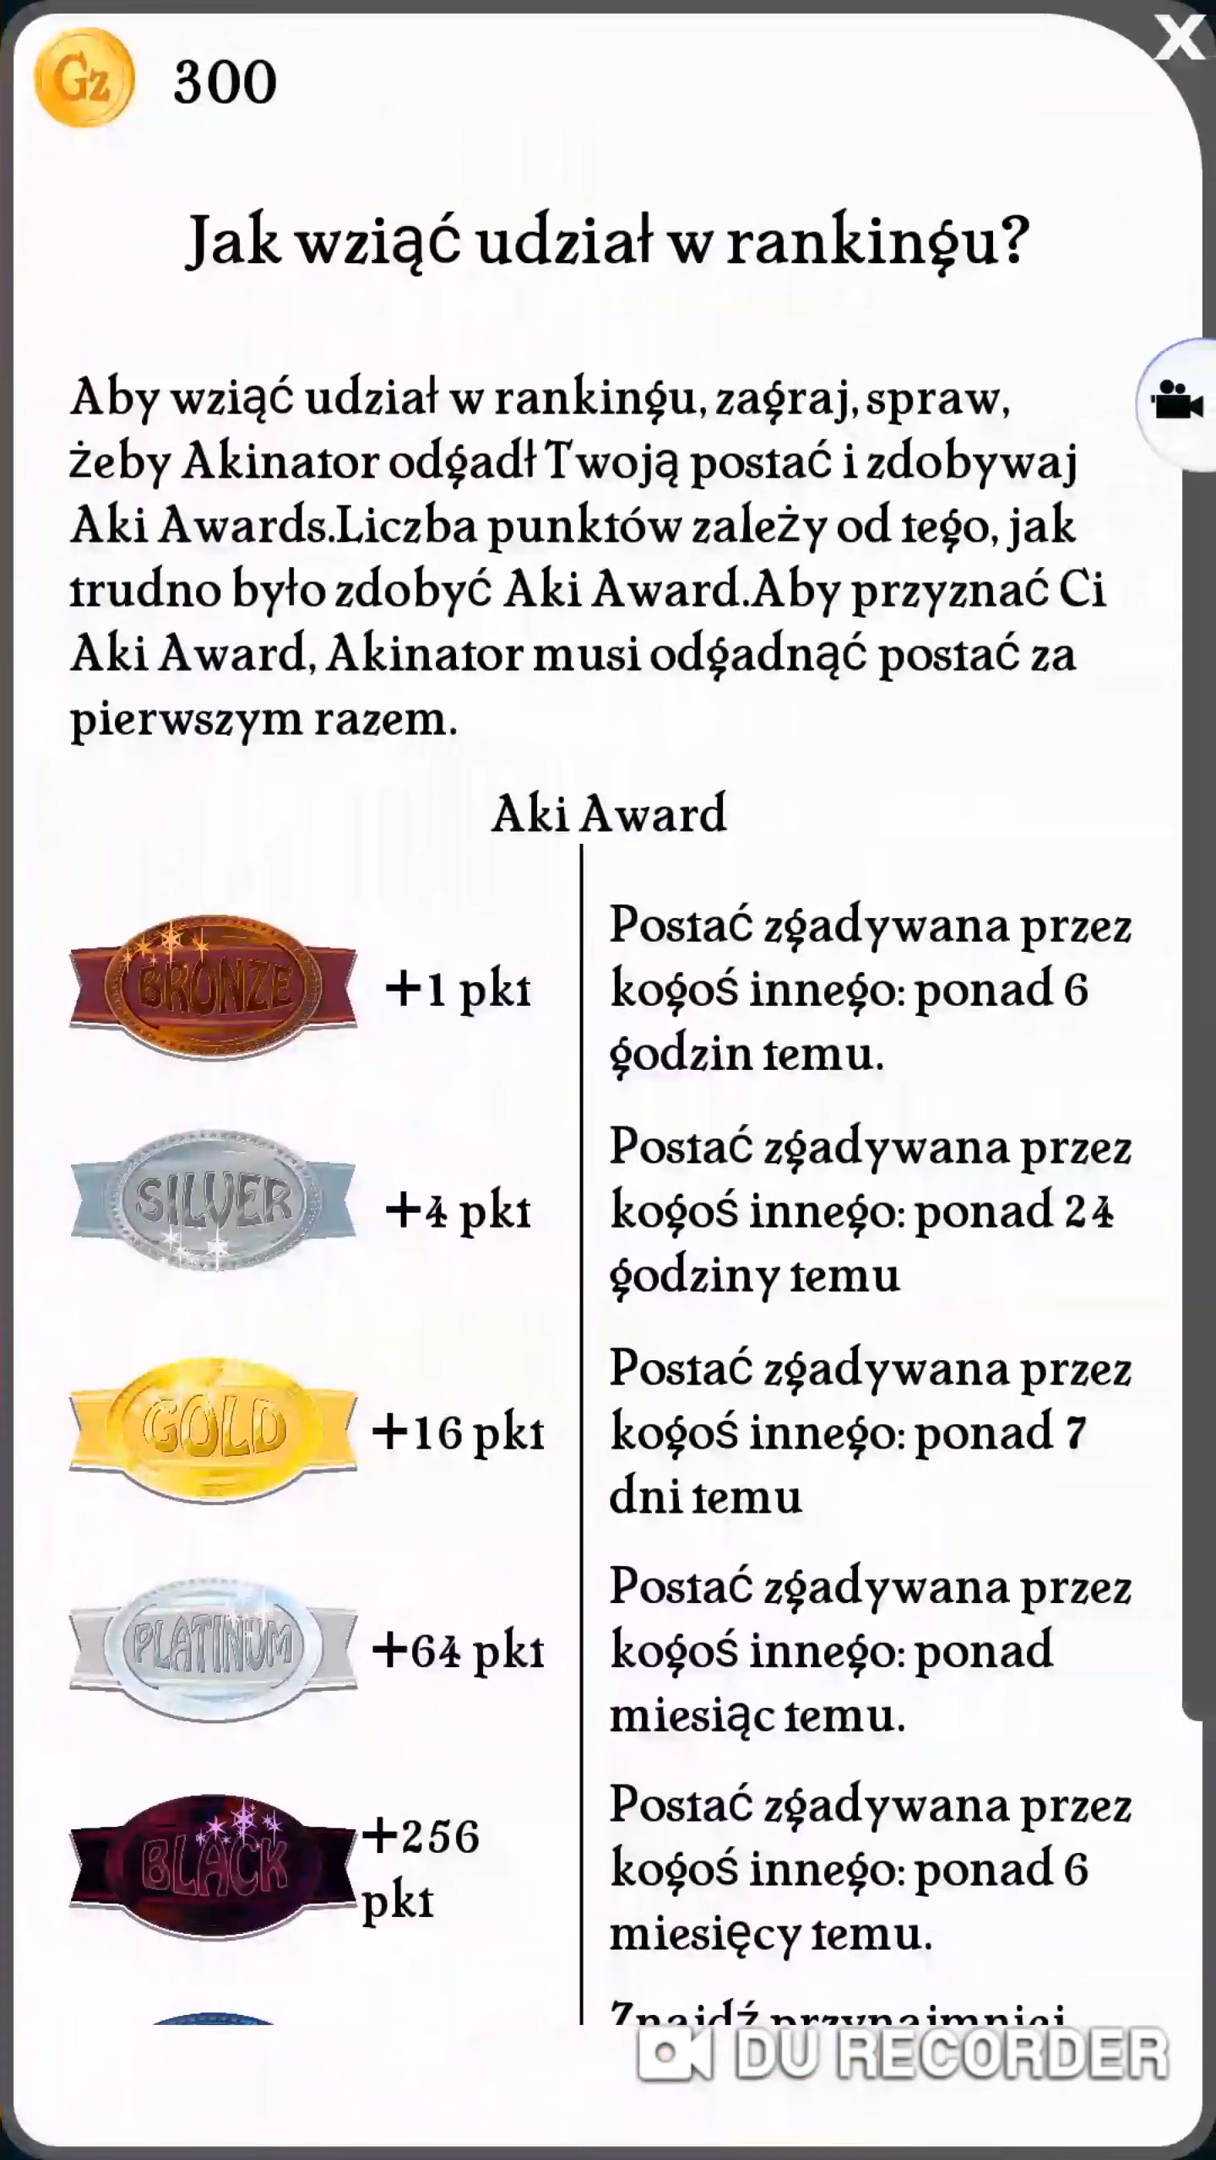 Gz 300
X
Jak wziąć udział w rankingu?
Aby wziąć udział w rankingu, zagraj, spraw,
żeby Akinator odgadł Twoją postać i zdobywaj
Aki Awards.Liczba punktów zależy od tego, jak
trudno było zdobyć Aki Award.Aby przyznać Ci
Aki Award, Akinator musi odgadnąć postać za
pierwszym razem.
Aki Award
BRONZE
+1 pkt
Postać zgadywana przez
kogoś innego: ponad 6
godzin temu.
SILVER
+4 pkt
Postać zgadywana przez
kogoś innego: ponad 24
godziny temu
GOLD
+16 pkt
Postać zgadywana przez
kogoś innego: ponad 7
dni temu
PLATINUM
+64 pkt
Postać zgadywana przez
kogoś innego: ponad
miesiąc temu.
BLACK
+256
pkt
Postać zgadywana przez
kogoś innego: ponad 6
miesięcy temu.
Znajdź przynajmniej
DU RECORDER